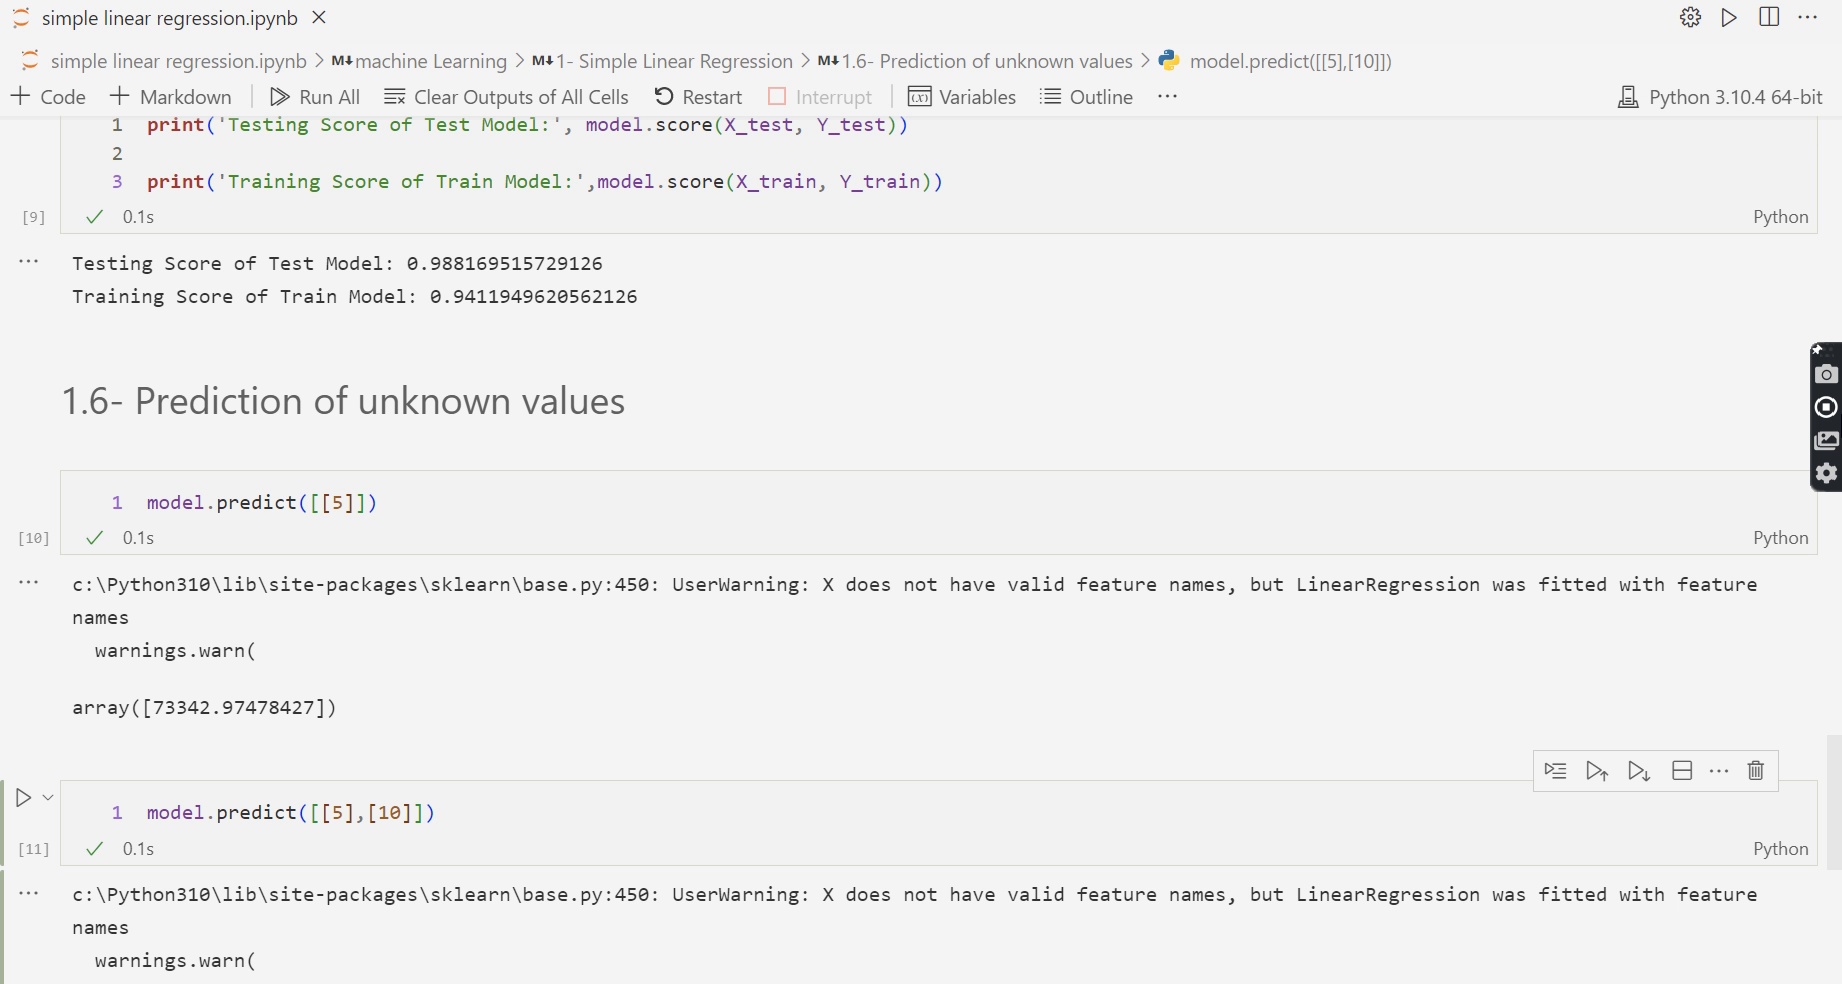 simple linear regression.ipynb
simple linear regression.ipynb > M↓machine Learning > M↓1- Simple Linear Regression > M↓1.6- Prediction of unknown values > model.predict([[5],[10]])
+ Code + Markdown | Run All Clear Outputs of All Cells Restart Interrupt | (x) Variables Outline ··· Python 3.10.4 64-bit
1 print('Testing Score of Test Model:', model.score(X_test, Y_test))
2
3 print('Training Score of Train Model:',model.score(X_train, Y_train))
[9] ✓ 0.1s Python
··· Testing Score of Test Model: 0.988169515729126
Training Score of Train Model: 0.9411949620562126
1.6- Prediction of unknown values
1 model.predict([[5]])
[10] ✓ 0.1s Python
··· c:\Python310\lib\site-packages\sklearn\base.py:450: UserWarning: X does not have valid feature names, but LinearRegression was fitted with feature
names
warnings.warn(
array([73342.97478427])
1 model.predict([[5],[10]])
[11] ✓ 0.1s Python
··· c:\Python310\lib\site-packages\sklearn\base.py:450: UserWarning: X does not have valid feature names, but LinearRegression was fitted with feature
names
warnings.warn(